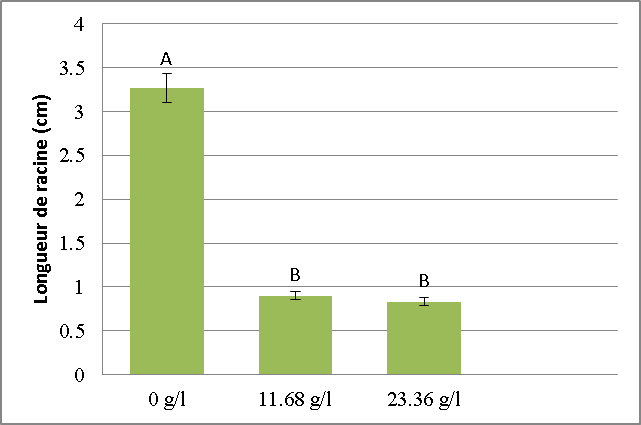 Longueur de racine (cm)
4
3.5
3
2.5
2
1.5
1
0.5
0
A
B
B
0 g/l
11.68 g/l
23.36 g/l